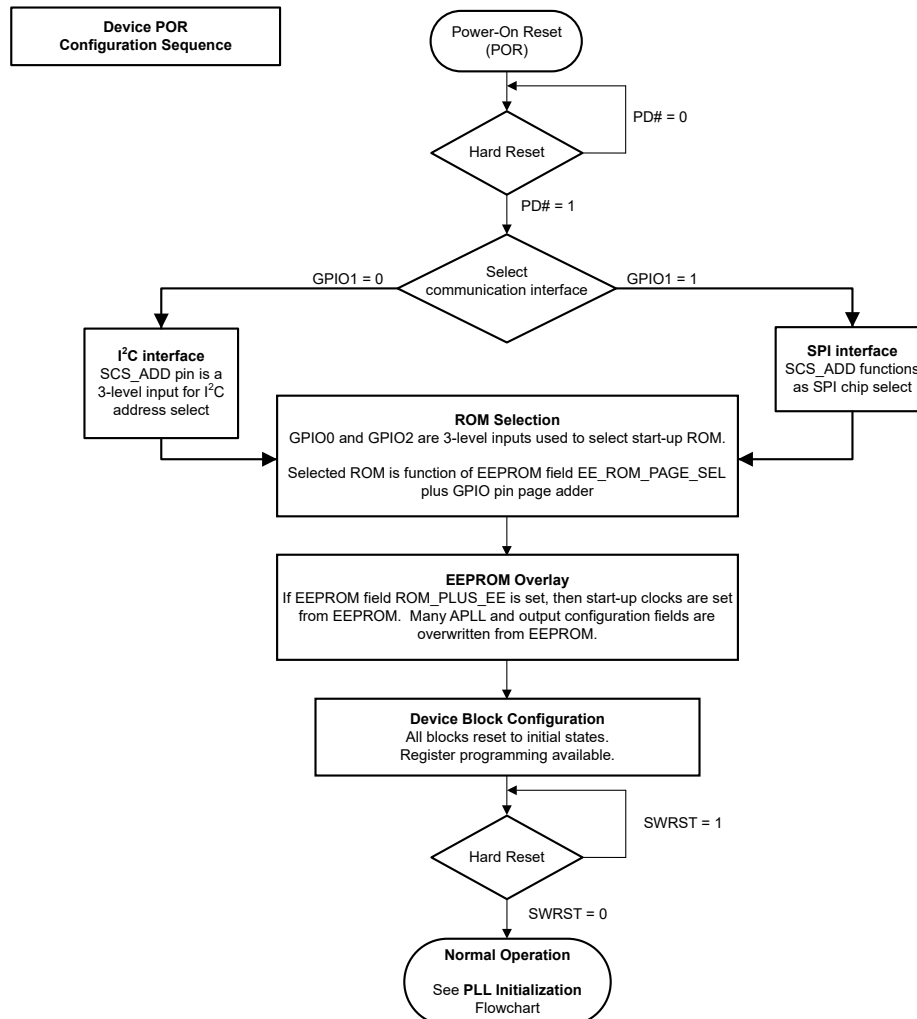 Device POR
Configuration Sequence
Power-On Reset
(POR)
PD# = 0
Hard Reset
PD# = 1
Select
communication interface
GPIO1 = 0
GPIO1 = 1
I²C interface
SCS_ADD pin is a
3-level input for I²C
address select
SPI interface
SCS_ADD functions
as SPI chip select
ROM Selection
GPIO0 and GPIO2 are 3-level inputs used to select start-up ROM.
Selected ROM is function of EEPROM field EE_ROM_PAGE_SEL
plus GPIO pin page adder
EEPROM Overlay
If EEPROM field ROM_PLUS_EE is set, then start-up clocks are set
from EEPROM.  Many APLL and output configuration fields are
overwritten from EEPROM.
Device Block Configuration
All blocks reset to initial states.
Register programming available.
SWRST = 1
Hard Reset
SWRST = 0
Normal Operation
See PLL Initialization
Flowchart